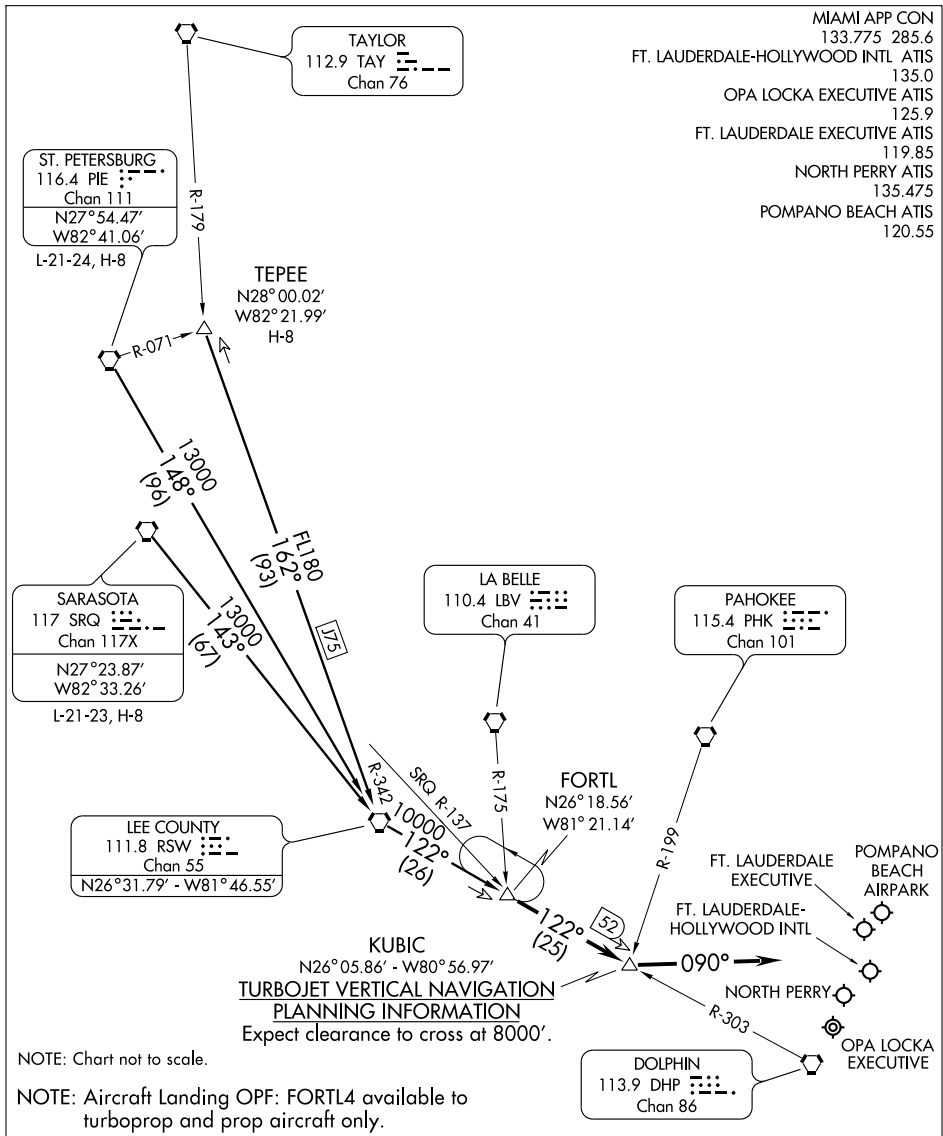 MIAMI APP CON
133.775 285.6
FT. LAUDERDALE-HOLLYWOOD INTL ATIS
135.0
OPA LOCKA EXECUTIVE ATIS
125.9
FT. LAUDERDALE EXECUTIVE ATIS
119.85
NORTH PERRY ATIS
135.475
POMPANO BEACH ATIS
120.55
TAYLOR
112.9 TAY
Chan 76
R-179
ST. PETERSBURG
116.4 PIE
Chan 111
N27°54.47'
W82°41.06'
L-21-24, H-8
TEPEE
N28°00.02'
W82°21.99'
H-8
R-071
13000
148°
(96)
FL180
162°
(93)
J75
SARASOTA
117 SRQ
Chan 117X
N27°23.87'
W82°33.26'
L-21-23, H-8
13000
143°
(67)
LA BELLE
110.4 LBV
Chan 41
R-175
PAHOKEE
115.4 PHK
Chan 101
R-199
LEE COUNTY
111.8 RSW
Chan 55
N26°31.79' - W81°46.55'
R-342
SRQ R-137
10000
122°
(26)
FORTL
N26°18.56'
W81°21.14'
122°
(25)
52
KUBIC
N26°05.86' - W80°56.97'
TURBOJET VERTICAL NAVIGATION
PLANNING INFORMATION
Expect clearance to cross at 8000'.
090°
FT. LAUDERDALE
EXECUTIVE
POMPANO
BEACH
AIRPARK
FT. LAUDERDALE-
HOLLYWOOD INTL
NORTH PERRY
OPA LOCKA
EXECUTIVE
R-303
DOLPHIN
113.9 DHP
Chan 86
NOTE: Chart not to scale.
NOTE: Aircraft Landing OPF: FORTL4 available to
turboprop and prop aircraft only.